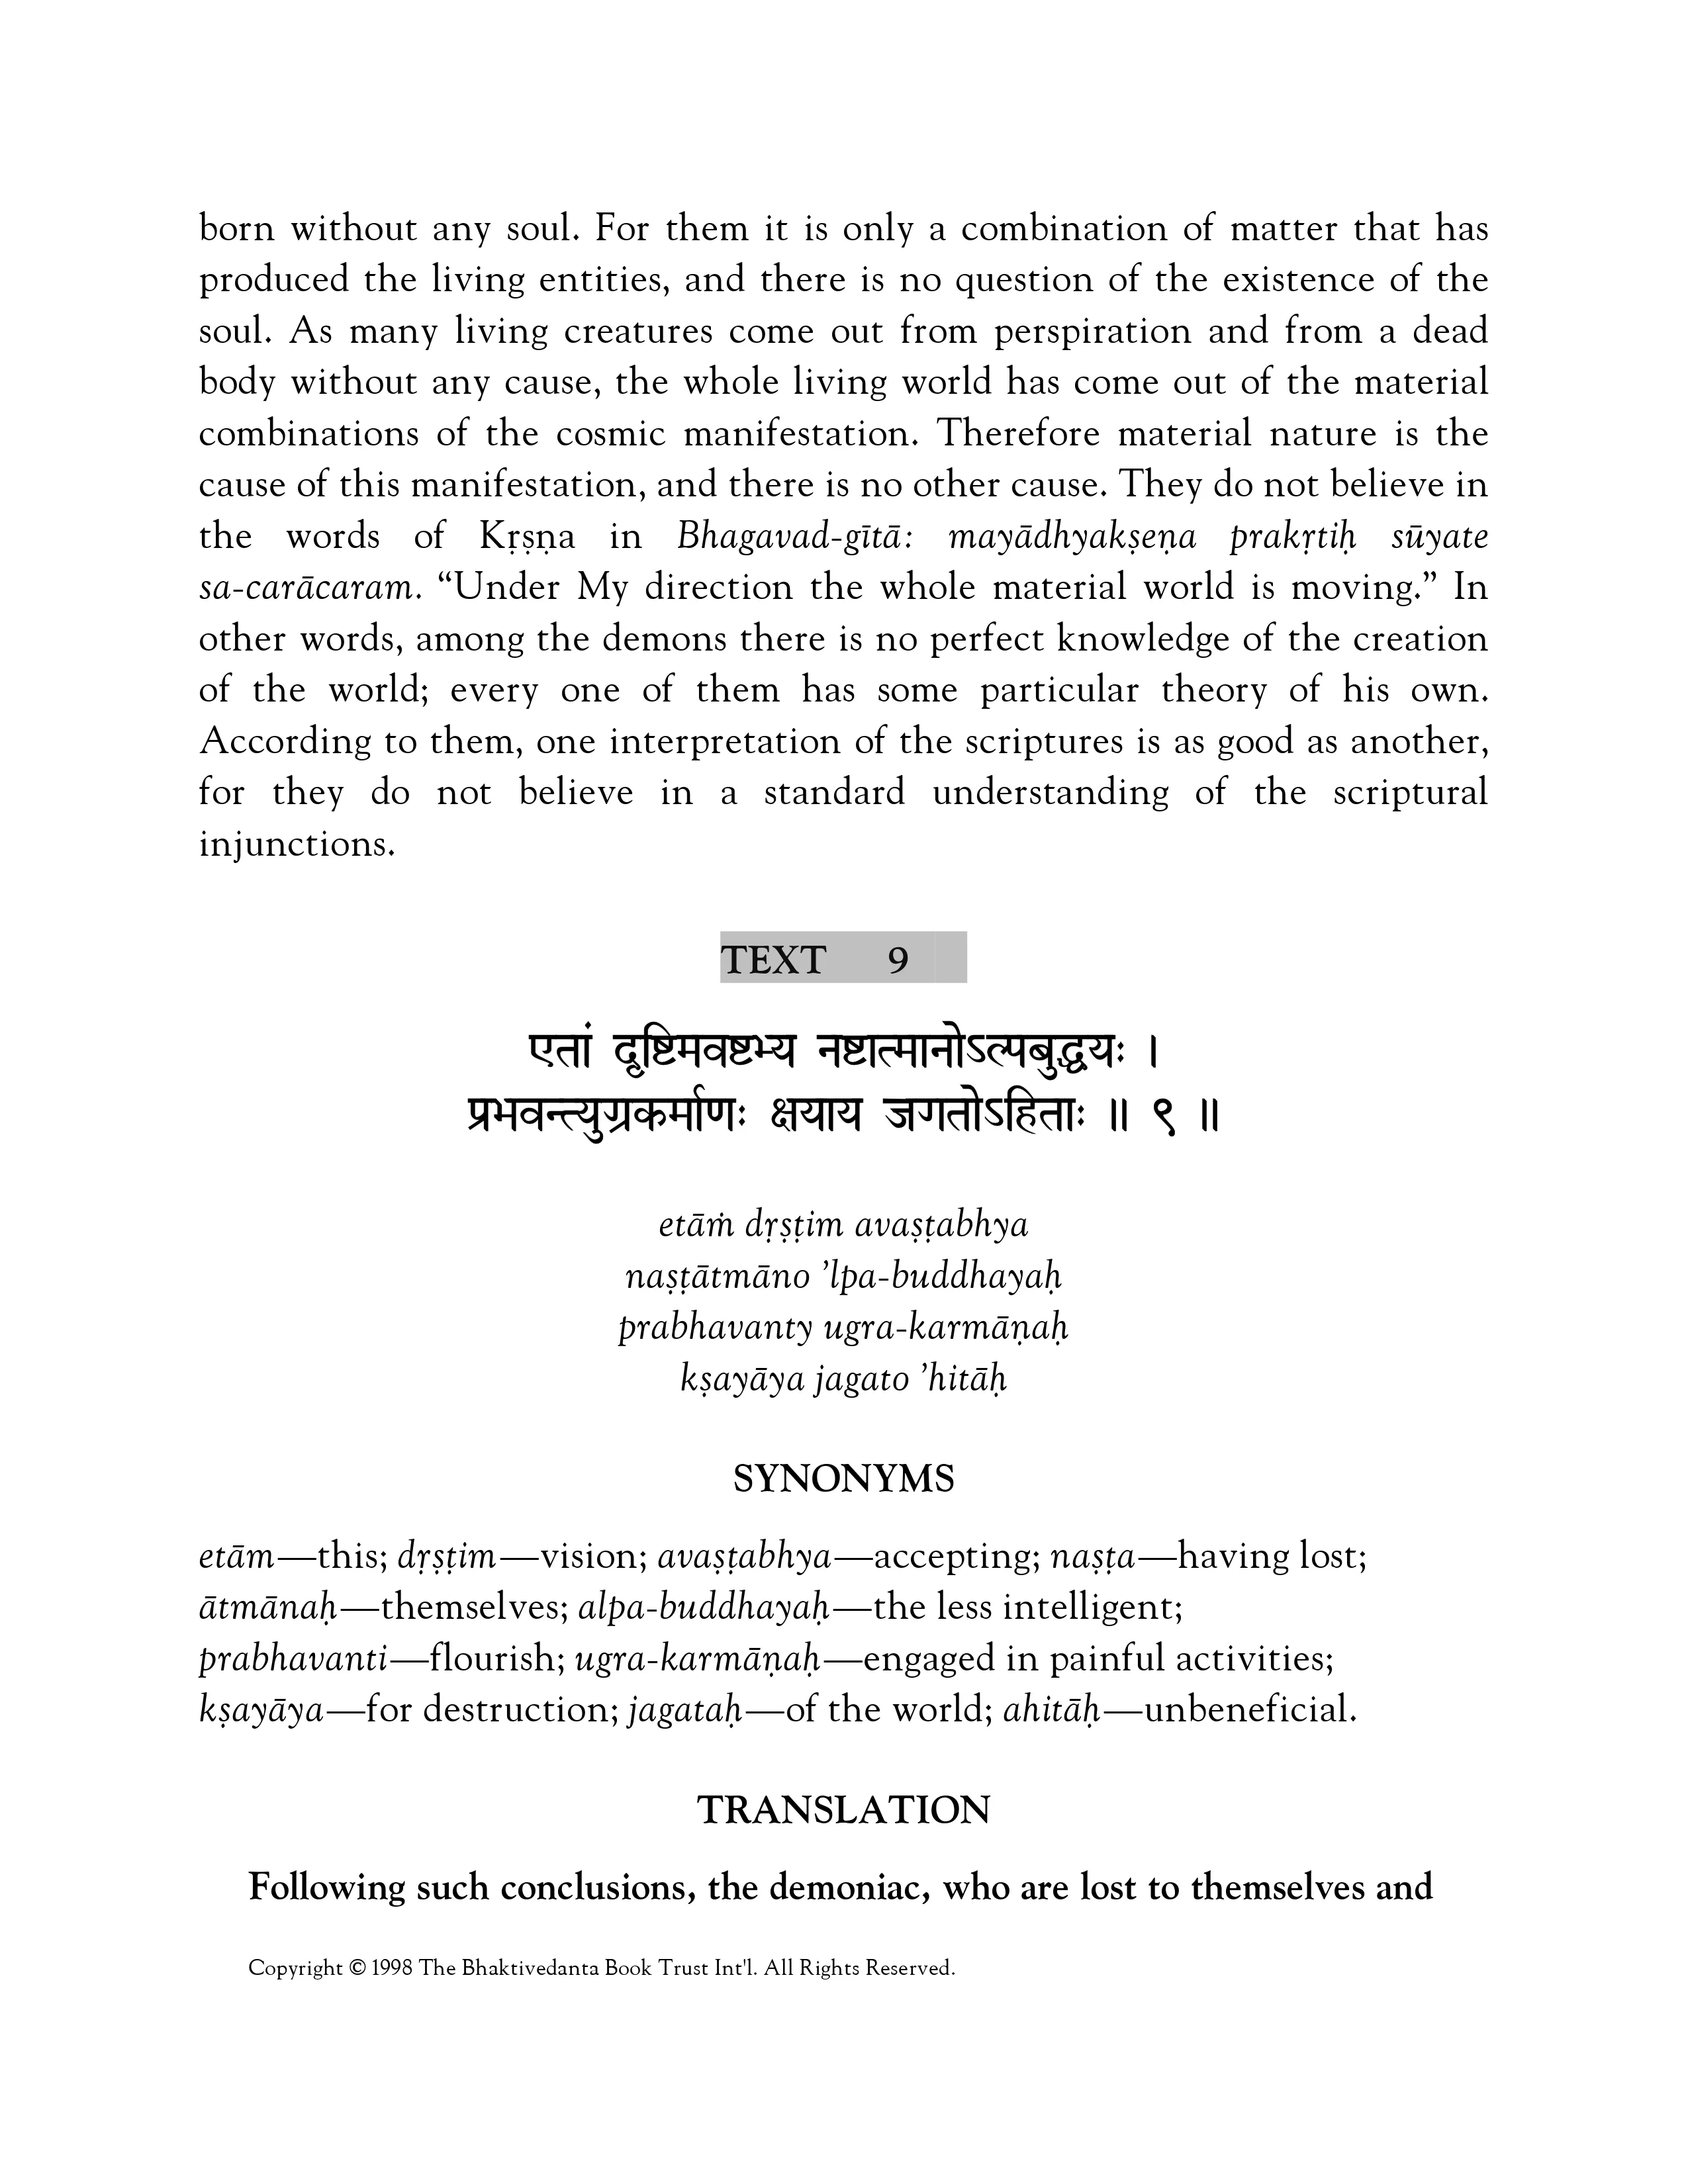 born without any soul. For them it is only a combination of matter that has
produced the living entities, and there is no question of the existence of the
soul. As many living creatures come out from perspiration and from a dead
body without any cause, the whole living world has come out of the material
combinations of the cosmic manifestation. Therefore material nature is the
cause of this manifestation, and there is no other cause. They do not believe in
the words of Kṛṣṇa in Bhagavad-gītā: mayādhyakṣeṇa prakṛtiḥ sūyate
sa-carācaram. “Under My direction the whole material world is moving.” In
other words, among the demons there is no perfect knowledge of the creation
of the world; every one of them has some particular theory of his own.
According to them, one interpretation of the scriptures is as good as another,
for they do not believe in a standard understanding of the scriptural
injunctions.
TEXT 9
एतां दृष्टिमवष्टभ्य नष्टात्मानोऽल्पबुद्धयः ।
प्रभवन्त्युग्रकर्माणः क्षयाय जगतोऽहिताः ॥ ९ ॥
etāṁ dṛṣṭim avaṣṭabhya
naṣṭātmāno ’lpa-buddhayaḥ
prabhavanty ugra-karmāṇaḥ
kṣayāya jagato ’hitāḥ
SYNONYMS
etām—this; dṛṣṭim—vision; avaṣṭabhya—accepting; naṣṭa—having lost;
ātmānaḥ—themselves; alpa-buddhayaḥ—the less intelligent;
prabhavanti—flourish; ugra-karmāṇaḥ—engaged in painful activities;
kṣayāya—for destruction; jagataḥ—of the world; ahitāḥ—unbeneficial.
TRANSLATION
Following such conclusions, the demoniac, who are lost to themselves and
Copyright © 1998 The Bhaktivedanta Book Trust Int'l. All Rights Reserved.